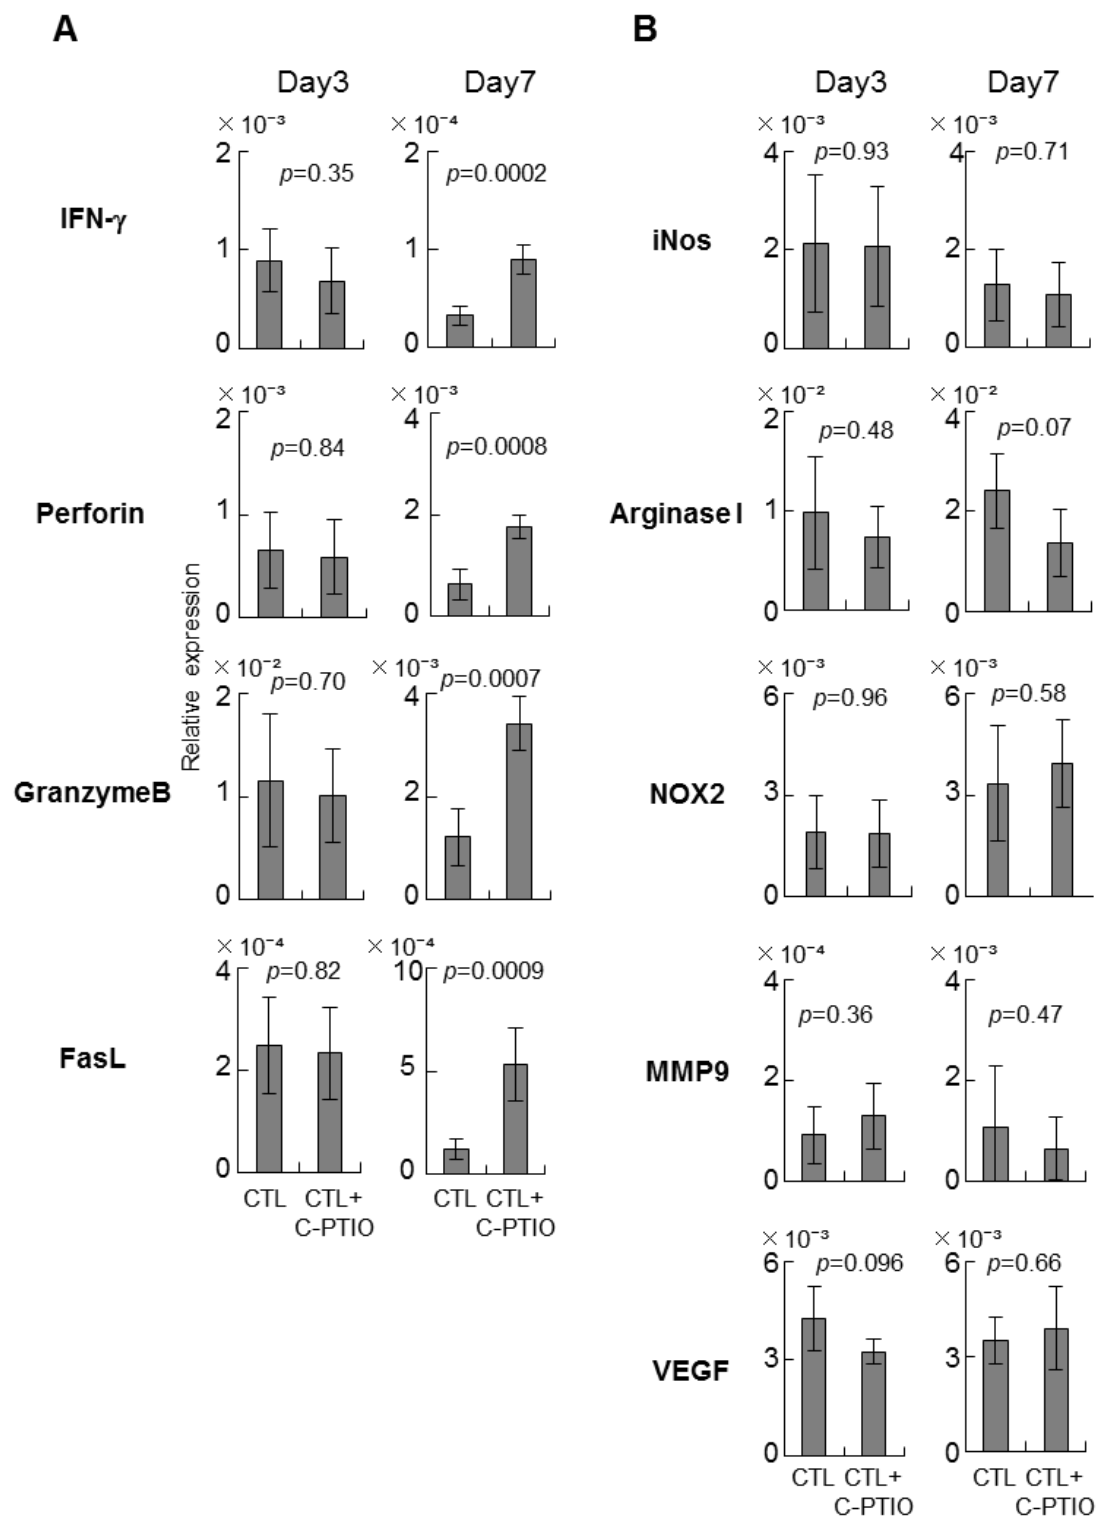 A
B
Day3 Day7
Day3 Day7
IFN-γ
× 10⁻³
2
1
0
p=0.35
× 10⁻⁴
2
1
0
p=0.0002
Perforin
× 10⁻³
2
1
0
p=0.84
× 10⁻³
4
2
0
p=0.0008
Relative expression
GranzymeB
× 10⁻²
2
1
0
p=0.70
× 10⁻³
4
2
0
p=0.0007
FasL
× 10⁻⁴
4
2
0
p=0.82
× 10⁻⁴
10
5
0
p=0.0009
CTL CTL+
C-PTIO
CTL CTL+
C-PTIO
iNos
× 10⁻³
4
2
0
p=0.93
× 10⁻³
4
2
0
p=0.71
Arginase I
× 10⁻²
2
1
0
p=0.48
× 10⁻²
4
2
0
p=0.07
NOX2
× 10⁻³
6
3
0
p=0.96
× 10⁻³
6
3
0
p=0.58
MMP9
× 10⁻⁴
4
2
0
p=0.36
× 10⁻³
4
2
0
p=0.47
VEGF
× 10⁻³
6
3
0
p=0.096
× 10⁻³
6
3
0
p=0.66
CTL CTL+
C-PTIO
CTL CTL+
C-PTIO